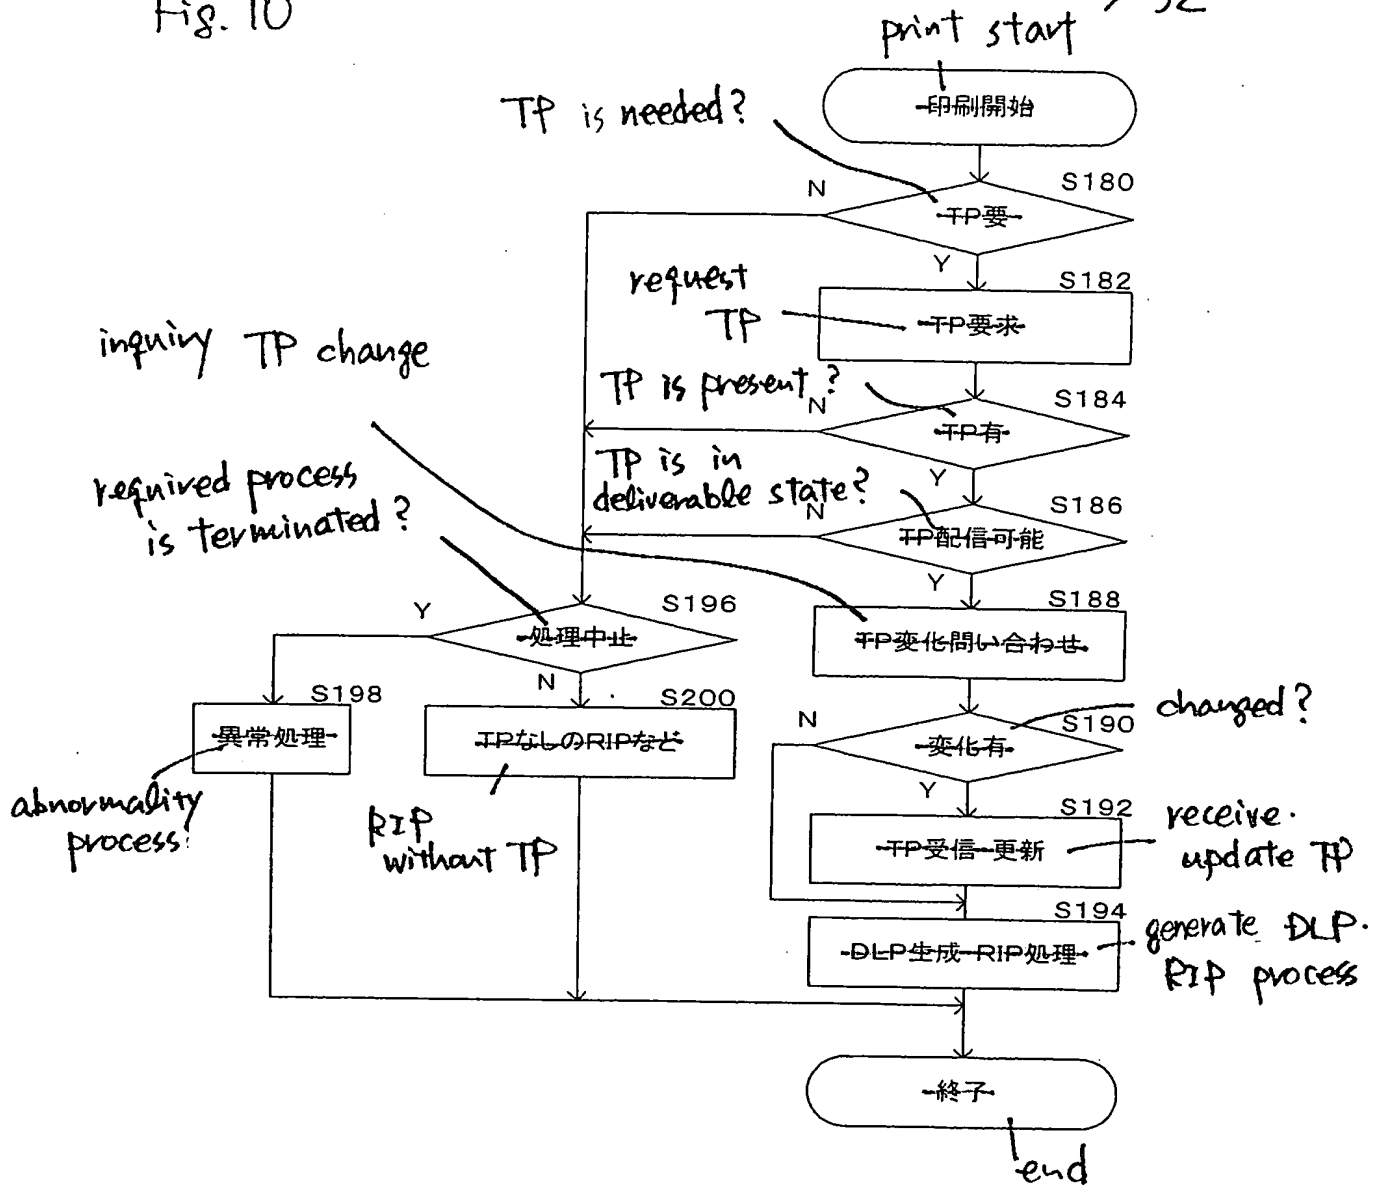 Fig. 10
print start
印刷開始
TP is needed?
S180
N
TP要
Y
S182
request
TP
TP要求
inquiry TP change
TP is present?
S184
N
TP有
Y
TP is in
deliverable state?
S186
N
TP配信可能
Y
required process
is terminated?
S188
TP変化問い合わせ
S196
Y
処理中止
N
S198
異常処理
S200
TPなしのRIPなど
changed?
S190
N
変化有
Y
abnormality
process
RIP
without TP
S192
TP受信・更新
receive・
update TP
S194
DLP生成・RIP処理
generate DLP・
RIP process
終了
end